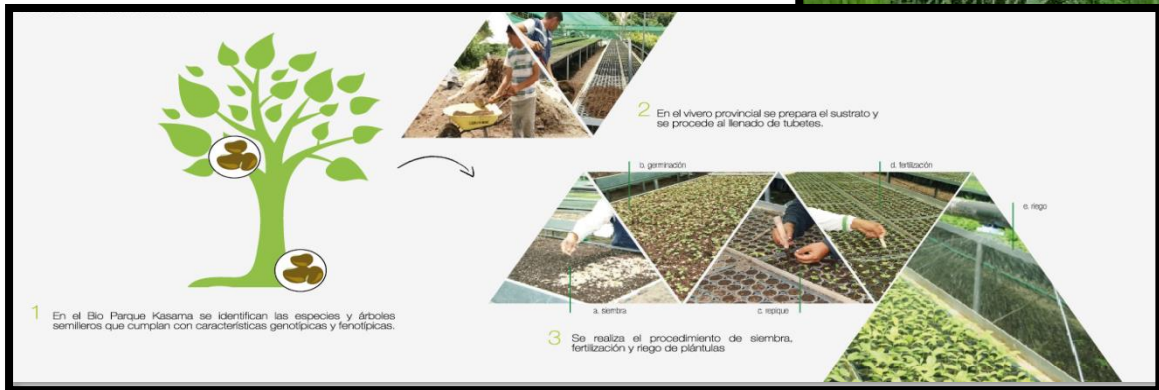 1 En el Bio Parque Kasama se identifican las especies y árboles
semilleros que cumplan con características genotípicas y fenotípicas.
2 En el vivero provincial se prepara el sustrato y
se procede al llenado de tubetes.
b. germinación
d. fertilización
e. riego
a. siembra
c. repique
3 Se realiza el procedimiento de siembra,
fertilización y riego de plántulas